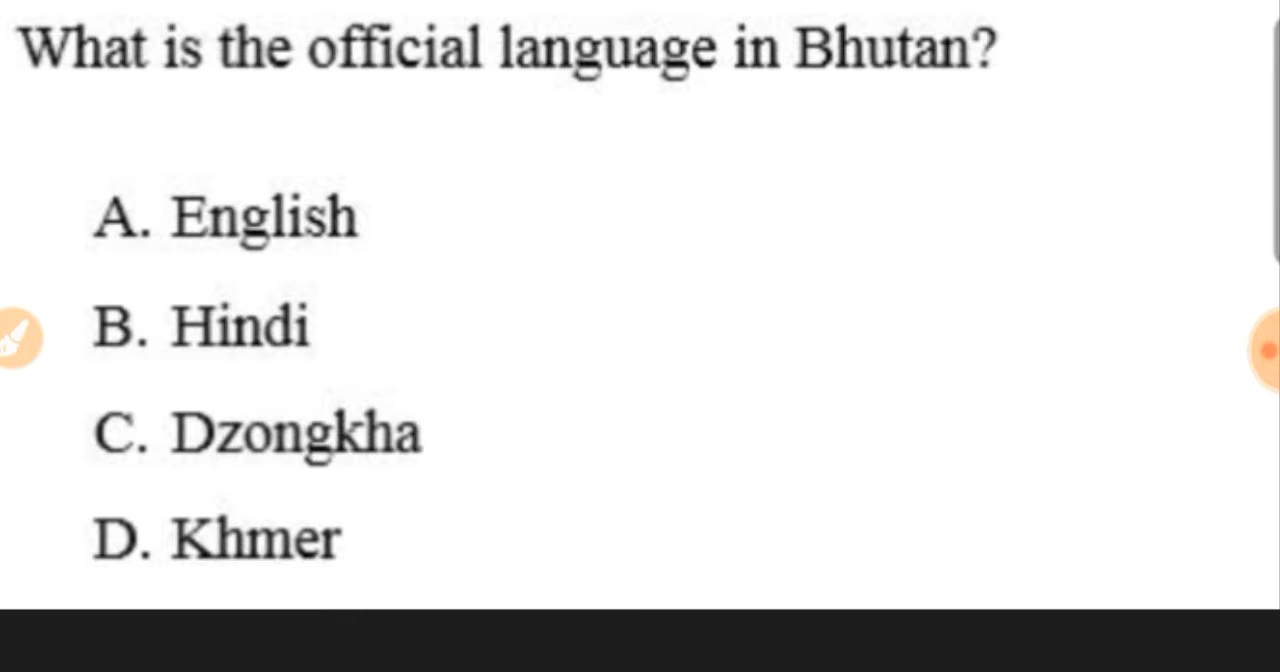 What is the official language in Bhutan?
A. English
B. Hindi
C. Dzongkha
D. Khmer